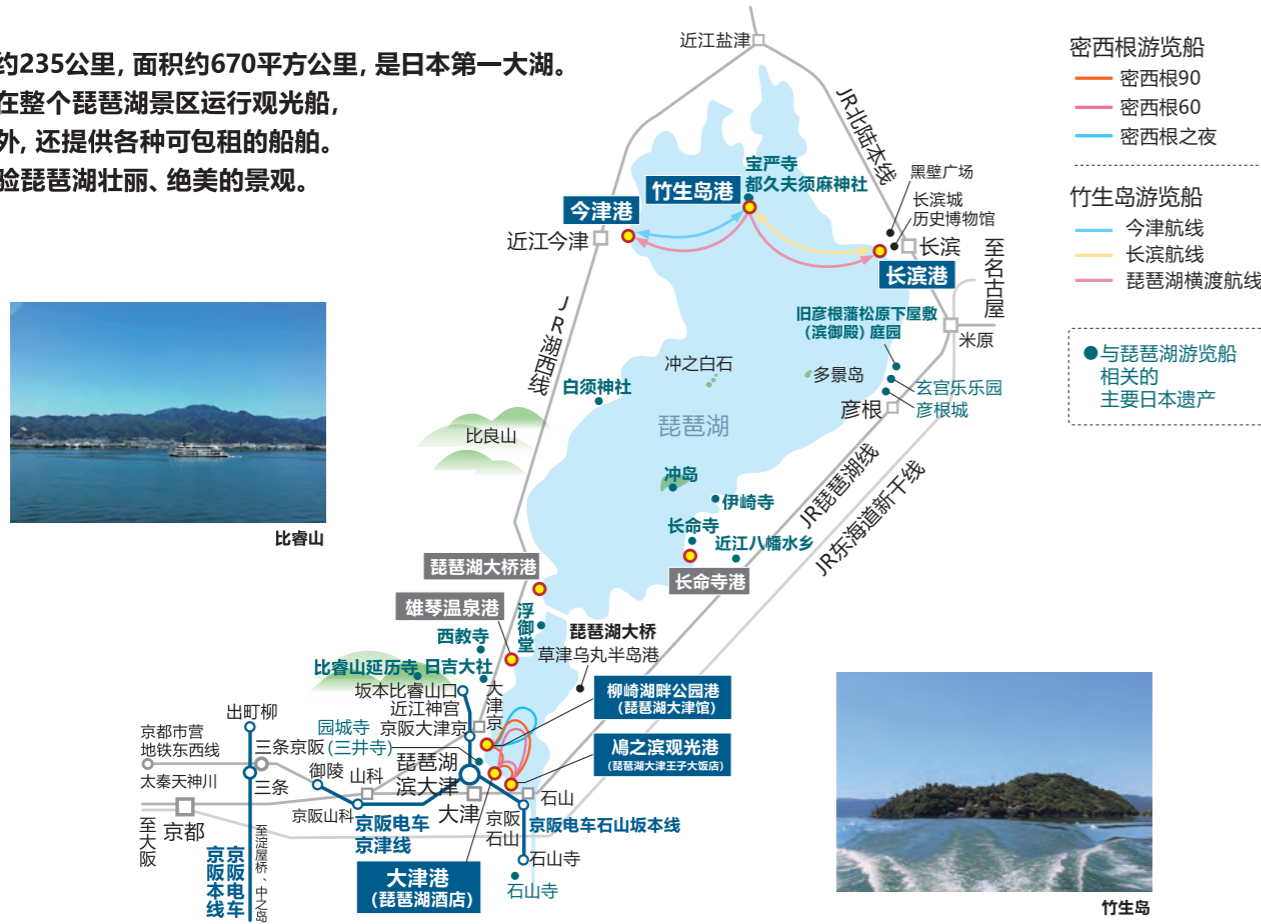 约235公里, 面积约670平方公里, 是日本第一大湖。
在整个琵琶湖景区运行观光船,
外, 还提供各种可包租的船舶。
验琵琶湖壮丽、绝美的景观。
密西根游览船
密西根90
密西根60
密西根之夜
竹生岛游览船
今津航线
长滨航线
琵琶湖横渡航线
与琵琶湖游览船
相关的
主要日本遗产
近江盐津
JR北陆本线
宝严寺
都久夫须麻神社
竹生岛港
今津港
近江今津
黑壁广场
长滨城
历史博物馆
长滨
长滨港
至名古屋
米原
JR湖西线
旧彦根藩松原下屋敷
(滨御殿) 庭园
冲之白石
多景岛
玄宫乐乐园
彦根城
彦根
白须神社
琵琶湖
比良山
冲岛
伊崎寺
长命寺
近江八幡水乡
长命寺港
JR琵琶湖线
JR东海道新干线
比睿山
琵琶湖大桥港
雄琴温泉港
浮御堂
西教寺
琵琶湖大桥
草津乌丸半岛港
比睿山延历寺
日吉大社
坂本比睿山口
大津京
近江神宫
京阪大津京
柳崎湖畔公园港
(琵琶湖大津馆)
园城寺
(三井寺)
出町柳
京都市营
地铁东西线
三条京阪
琵琶湖
滨大津
鳰之滨观光港
(琵琶湖大津王子大饭店)
太秦天神川
三条
御陵
山科
京阪山科
大津
石山
京阪
石山
京都
至大阪
京阪电车
京津线
京阪电车石山坂本线
京阪电车
京阪本线
至淀屋桥、中之岛
大津港
(琵琶湖酒店)
石山寺
石山寺
竹生岛